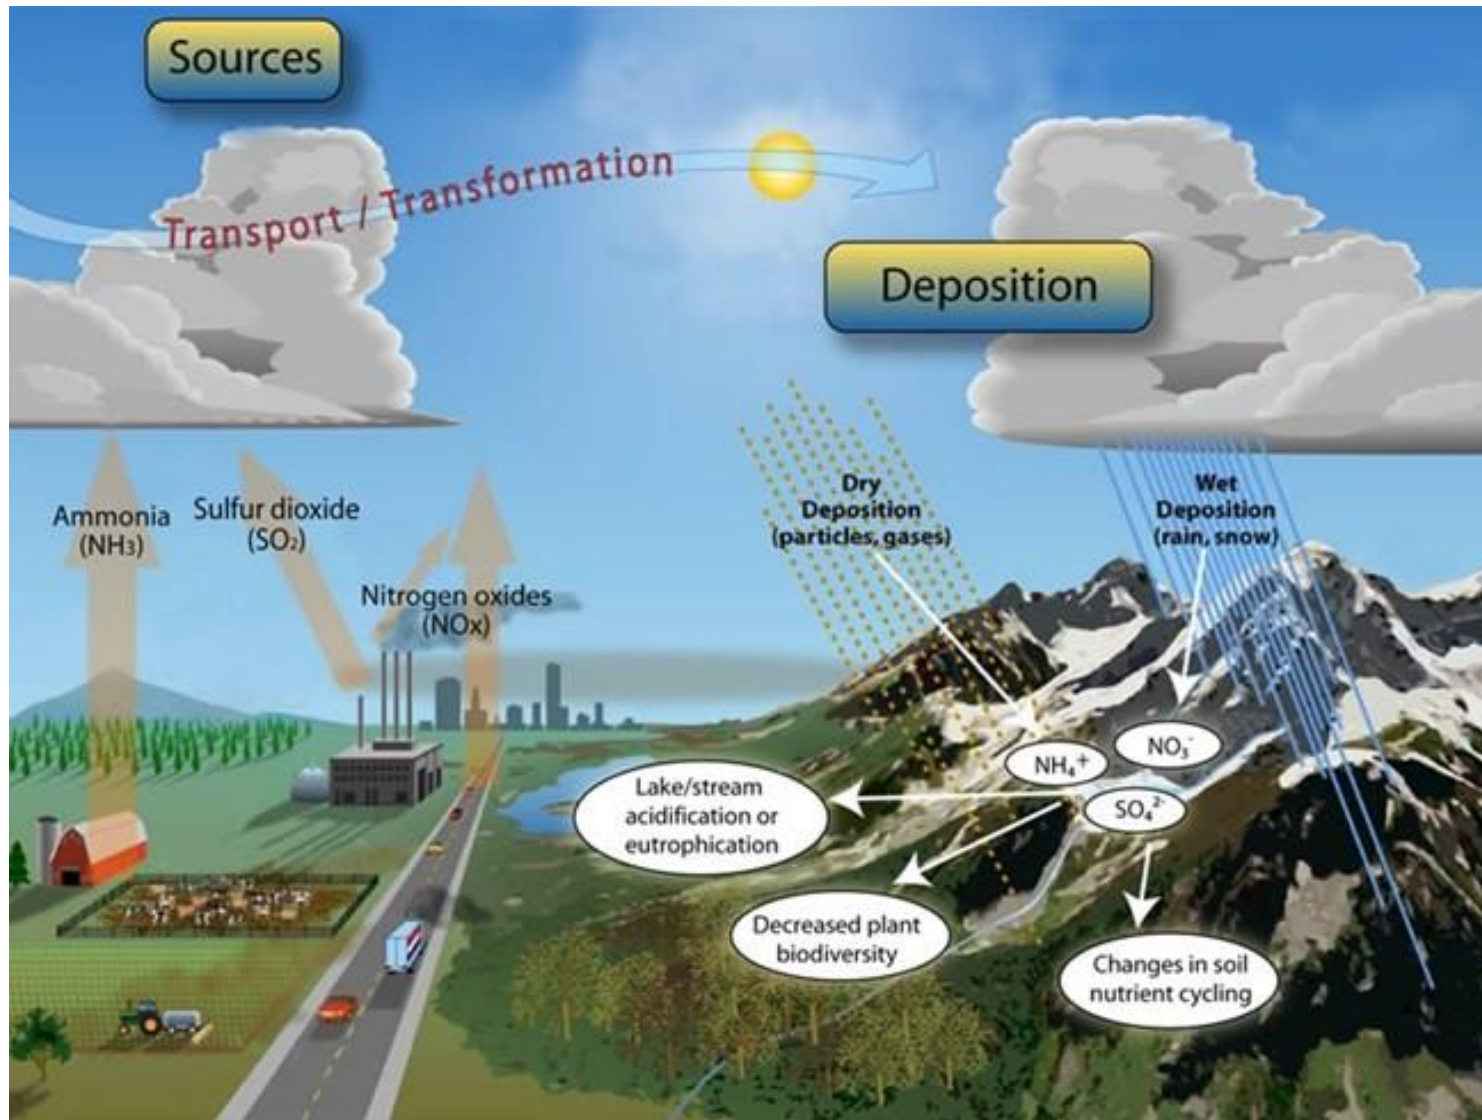 Sources
Transport / Transformation
Deposition
Ammonia
(NH₃)
Sulfur dioxide
(SO₂)
Nitrogen oxides
(NOx)
Dry
Deposition
(particles, gases)
Wet
Deposition
(rain, snow)
NH₄⁺
NO₃⁻
SO₄²⁻
Lake/stream
acidification or
eutrophication
Decreased plant
biodiversity
Changes in soil
nutrient cycling